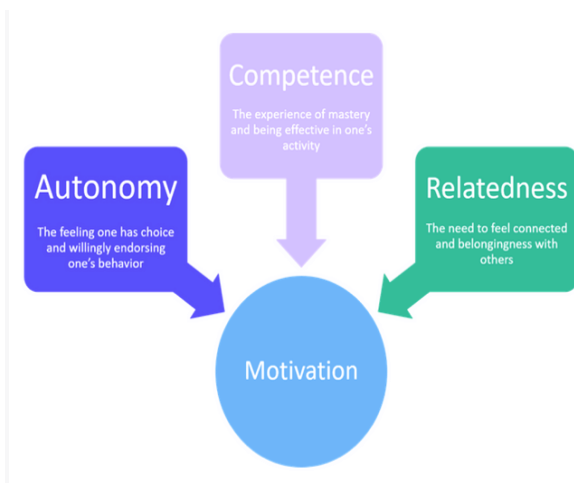 Competence
The experience of mastery
and being effective in one's
activity
Autonomy
The feeling one has choice
and willingly endorsing
one's behavior
Relatedness
The need to feel connected
and belongingness with
others
Motivation